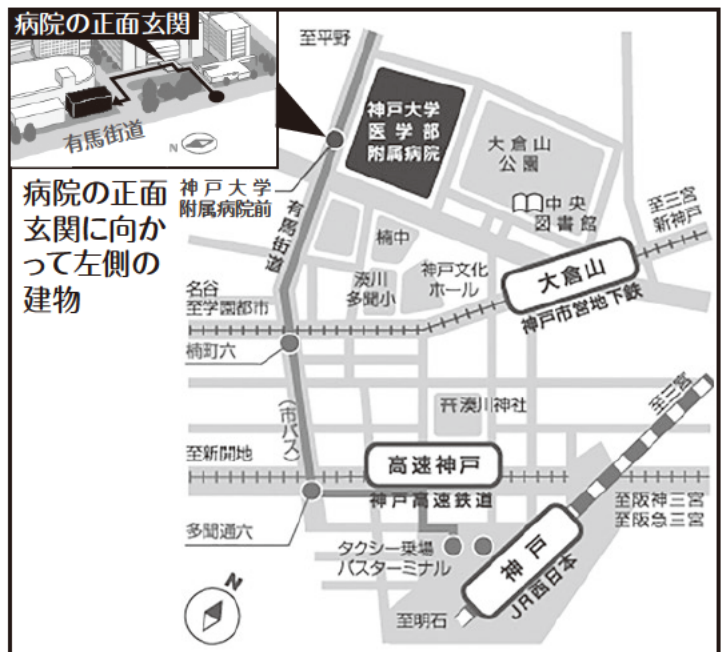 病院の正面玄関
有馬街道
N
病院の正面
玄関に向か
って左側の
建物
至平野
神戸大学
医学部
附属病院
大倉山
公園
中央
図書館
至三宮
新神戸
神戸大学
附属病院前
有馬街道
楠中
湊川
多聞小
神戸文化
ホール
大倉山
神戸市営地下鉄
名谷
至学園都市
楠町六
(市バス)
湊川神社
至三宮
至新開地
高速神戸
神戸高速鉄道
至阪神三宮
至阪急三宮
多聞通六
タクシー乗場
バスターミナル
神戸
JR西日本
至明石
N